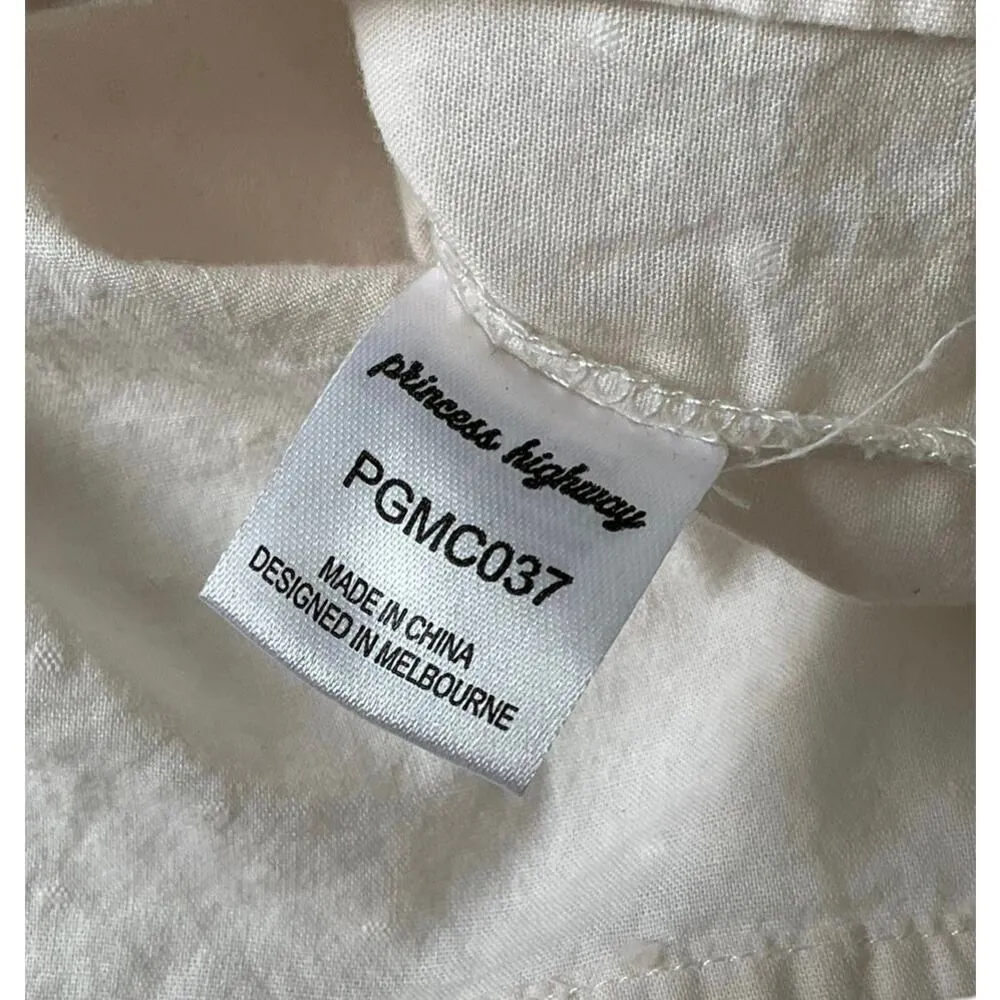 princess highway
PGMC037
MADE IN CHINA
DESIGNED IN MELBOURNE